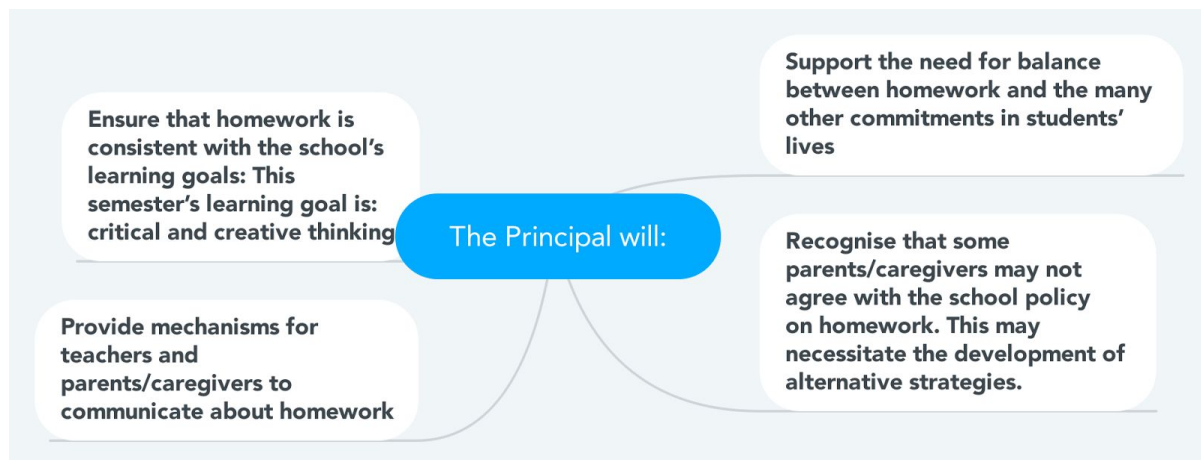 The Principal will:
Ensure that homework is
consistent with the school's
learning goals: This
semester's learning goal is:
critical and creative thinking
Provide mechanisms for
teachers and
parents/caregivers to
communicate about homework
Support the need for balance
between homework and the many
other commitments in students'
lives
Recognise that some
parents/caregivers may not
agree with the school policy
on homework. This may
necessitate the development of
alternative strategies.